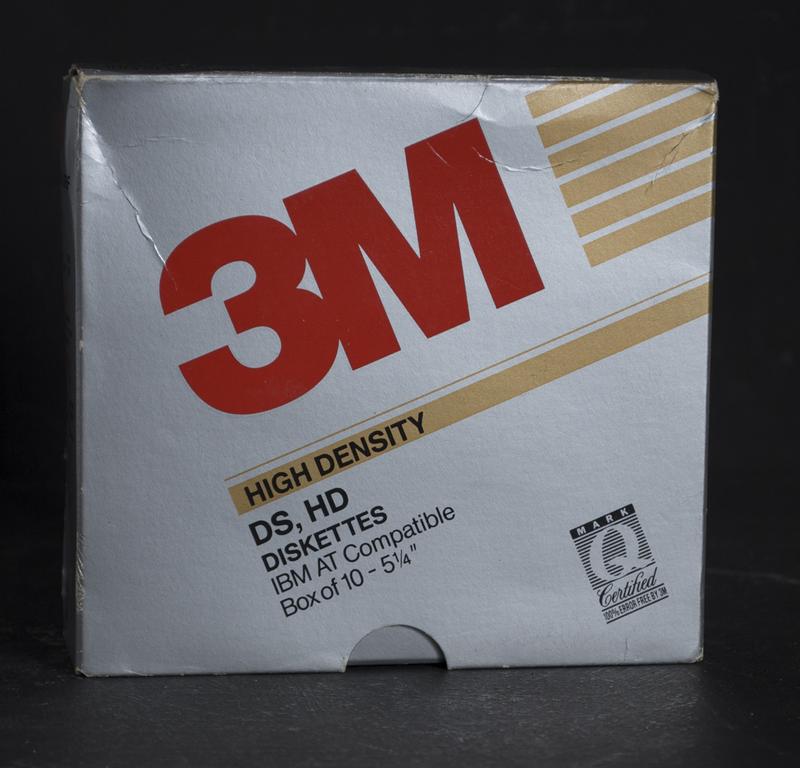 3M
HIGH DENSITY
DS, HD
DISKETTES
IBM AT Compatible
Box of 10 - 5¼"
MARK
Q
Certified
100% ERROR FREE BY 3M